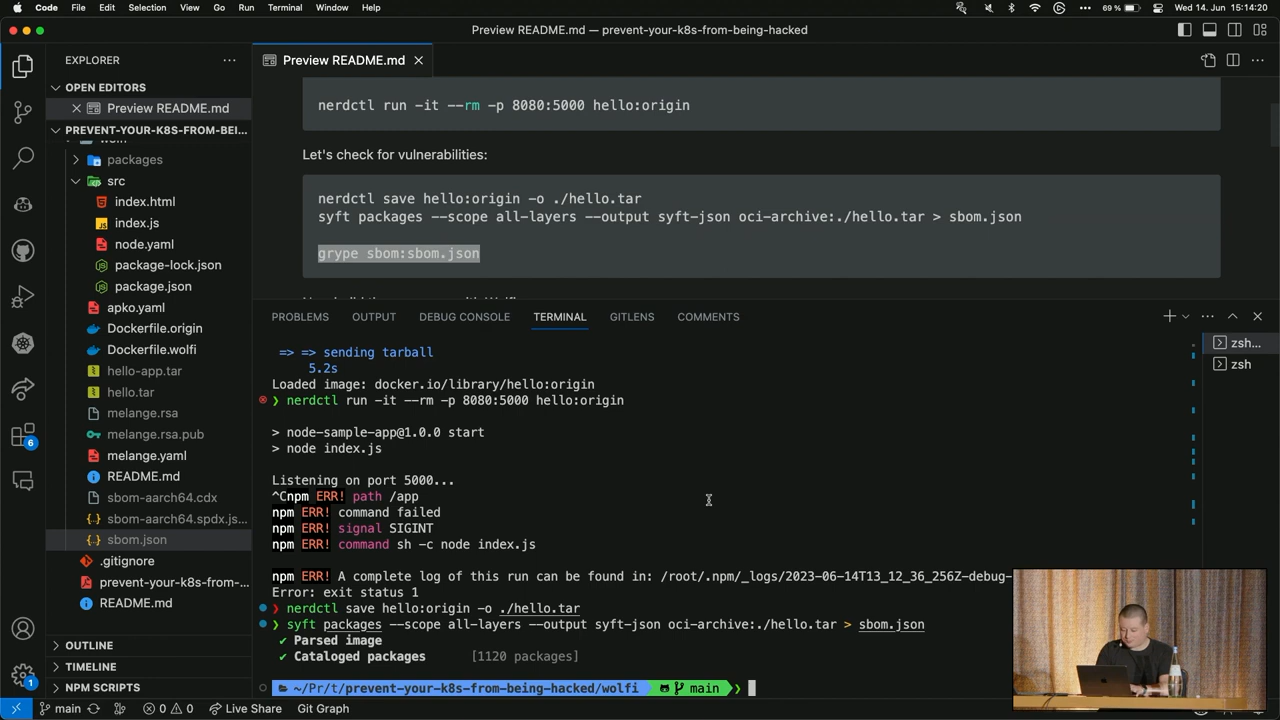 Code File Edit Selection View Go Run Terminal Window Help 69 % Wed 14. Jun 15:14:20
Preview README.md — prevent-your-k8s-from-being-hacked
EXPLORER
Preview README.md
OPEN EDITORS
Preview README.md
PREVENT-YOUR-K8S-FROM-BEI...
packages
src
index.html
index.js
node.yaml
package-lock.json
package.json
apko.yaml
Dockerfile.origin
Dockerfile.wolfi
hello-app.tar
hello.tar
melange.rsa
melange.rsa.pub
melange.yaml
README.md
sbom-aarch64.cdx
sbom-aarch64.spdx.js...
sbom.json
.gitignore
prevent-your-k8s-from-...
README.md
OUTLINE
TIMELINE
NPM SCRIPTS
6
1
nerdctl run -it --rm -p 8080:5000 hello:origin
Let's check for vulnerabilities:
nerdctl save hello:origin -o ./hello.tar
syft packages --scope all-layers --output syft-json oci-archive:./hello.tar > sbom.json
grype sbom:sbom.json
PROBLEMS OUTPUT DEBUG CONSOLE TERMINAL GITLENS COMMENTS
zsh...
zsh
=> => sending tarball
5.2s
Loaded image: docker.io/library/hello:origin
❯ nerdctl run -it --rm -p 8080:5000 hello:origin
> node-sample-app@1.0.0 start
> node index.js
Listening on port 5000...
^Cnpm ERR! path /app
npm ERR! command failed
npm ERR! signal SIGINT
npm ERR! command sh -c node index.js
npm ERR! A complete log of this run can be found in: /root/.npm/_logs/2023-06-14T13_12_36_256Z-debug-
Error: exit status 1
❯ nerdctl save hello:origin -o ./hello.tar
❯ syft packages --scope all-layers --output syft-json oci-archive:./hello.tar > sbom.json
✔ Parsed image
✔ Cataloged packages [1120 packages]
~/Pr/t/prevent-your-k8s-from-being-hacked/wolfi main ❯
main 0 0 Live Share Git Graph